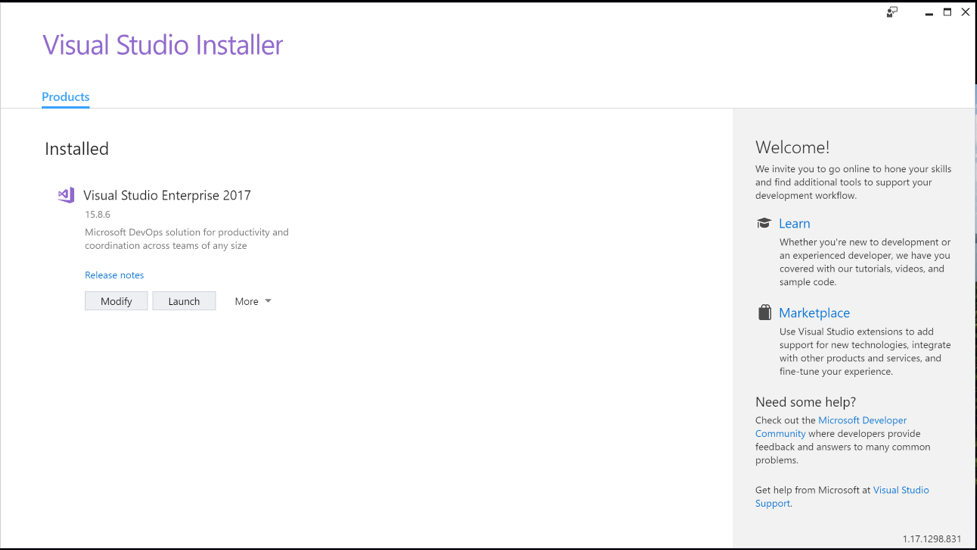 Visual Studio Installer
Products
Installed
Visual Studio Enterprise 2017
15.8.6
Microsoft DevOps solution for productivity and
coordination across teams of any size
Release notes
Modify
Launch
More
Welcome!
We invite you to go online to hone your skills
and find additional tools to support your
development workflow.
Learn
Whether you're new to development or
an experienced developer, we have you
covered with our tutorials, videos, and
sample code.
Marketplace
Use Visual Studio extensions to add
support for new technologies, integrate
with other products and services, and
fine-tune your experience.
Need some help?
Check out the Microsoft Developer
Community where developers provide
feedback and answers to many common
problems.
Get help from Microsoft at Visual Studio
Support.
1.17.1298.831